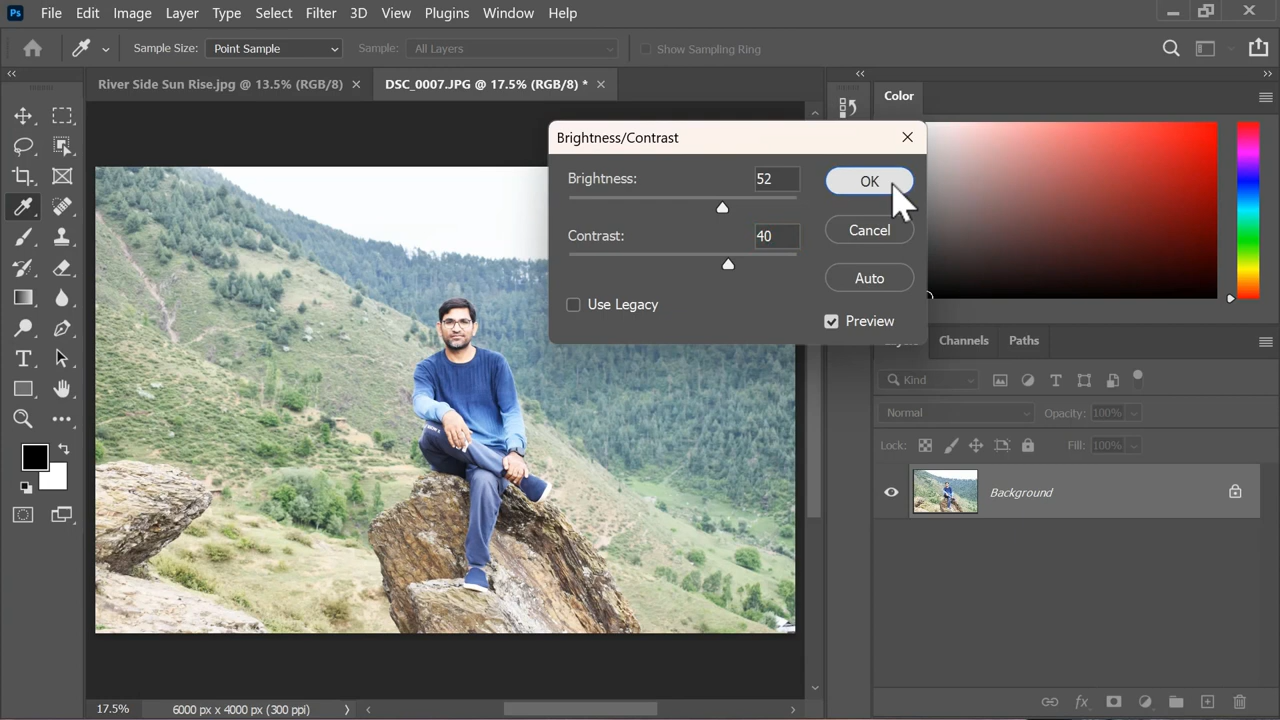 Ps File Edit Image Layer Type Select Filter 3D View Plugins Window Help
Sample Size: Point Sample Sample: All Layers Show Sampling Ring
River Side Sun Rise.jpg @ 13.5% (RGB/8) × DSC_0007.JPG @ 17.5% (RGB/8) * ×
Color
Brightness/Contrast
Brightness: 52
OK
Contrast: 40
Cancel
Auto
Use Legacy
Preview
Layers Channels Paths
Kind
Normal Opacity: 100%
Lock: Fill: 100%
Background
17.5% 6000 px x 4000 px (300 ppi)
fx